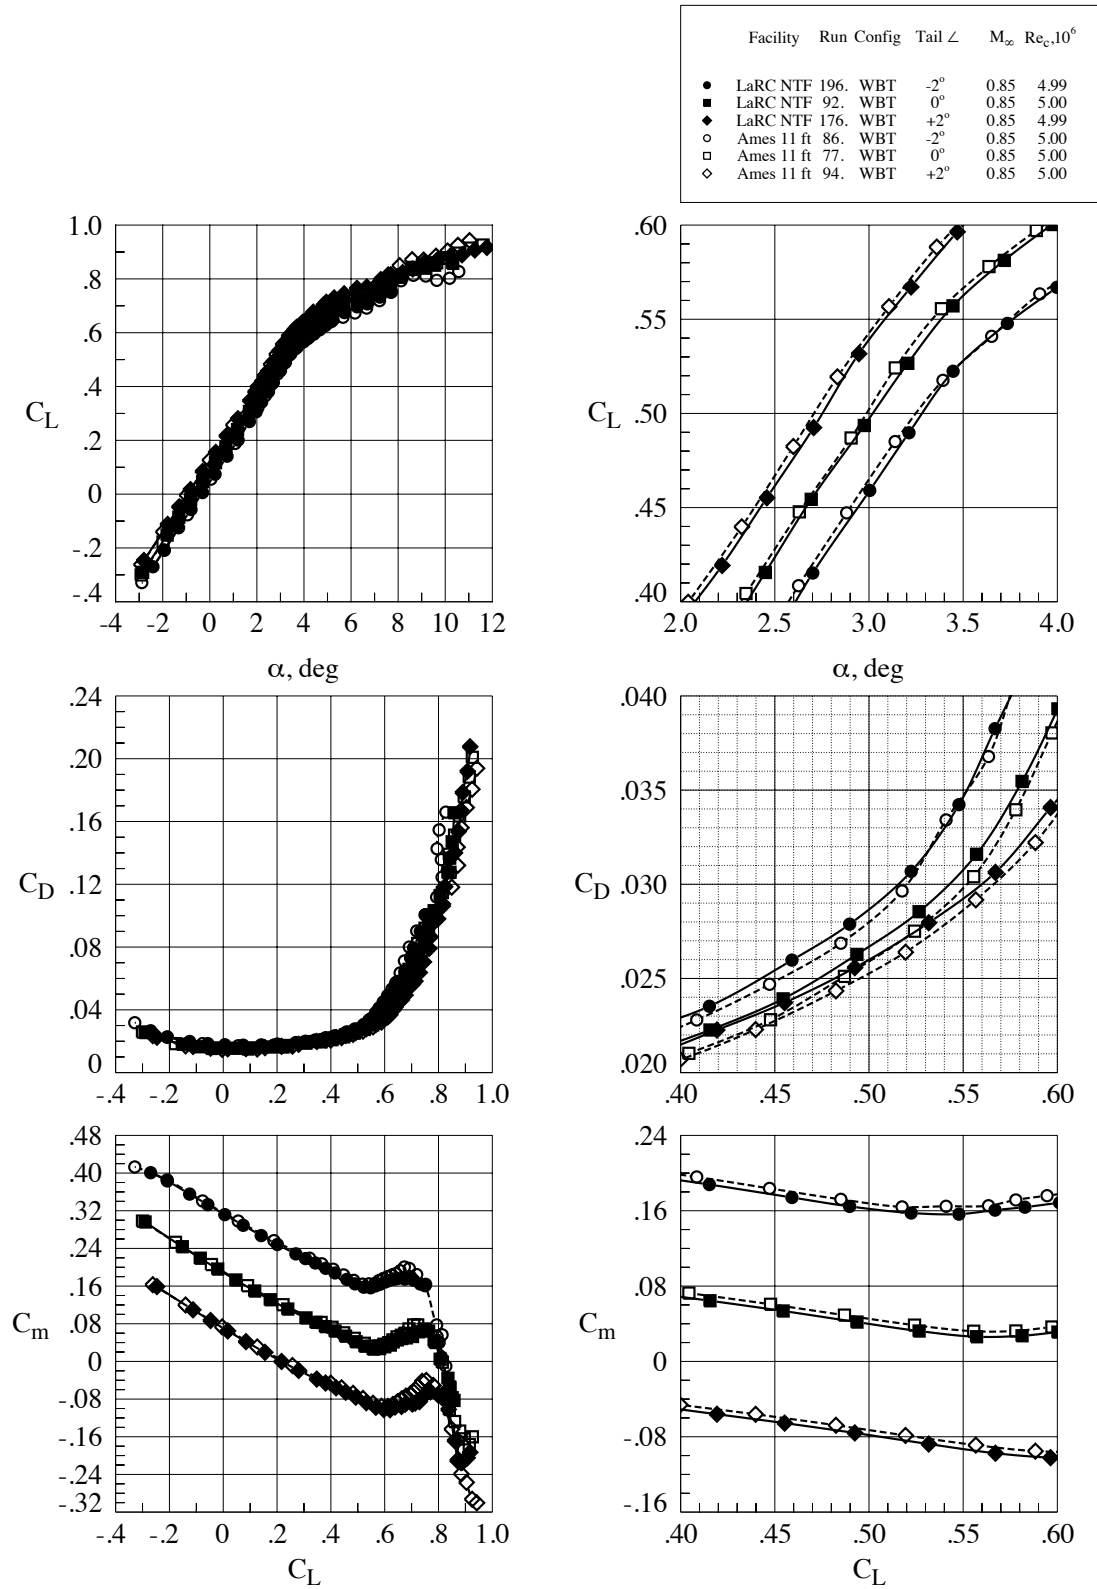 Facility Run Config Tail ∠ M∞ Re_c,10^6
LaRC NTF 196. WBT -2° 0.85 4.99
LaRC NTF 92. WBT 0° 0.85 5.00
LaRC NTF 176. WBT +2° 0.85 4.99
Ames 11 ft 86. WBT -2° 0.85 5.00
Ames 11 ft 77. WBT 0° 0.85 5.00
Ames 11 ft 94. WBT +2° 0.85 5.00
1.0
.8
.6
.4
.2
0
-.2
-.4
C_L
-4 -2 0 2 4 6 8 10 12
α, deg
.60
.55
.50
.45
.40
C_L
2.0 2.5 3.0 3.5 4.0
α, deg
.24
.20
.16
.12
.08
.04
0
C_D
-.4 -.2 0 .2 .4 .6 .8 1.0
.040
.035
.030
.025
.020
C_D
.40 .45 .50 .55 .60
.48
.40
.32
.24
.16
.08
0
-.08
-.16
-.24
-.32
C_m
-.4 -.2 0 .2 .4 .6 .8 1.0
C_L
.24
.16
.08
0
-.08
-.16
C_m
.40 .45 .50 .55 .60
C_L